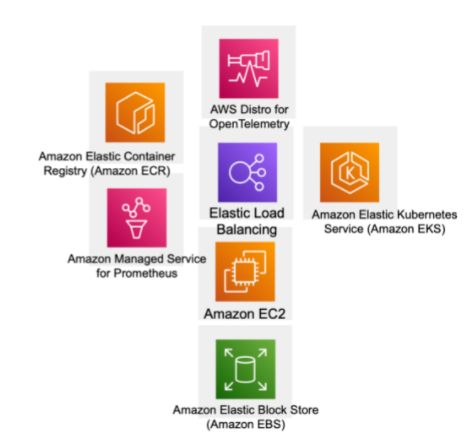 AWS Distro for
OpenTelemetry
Amazon Elastic Container
Registry (Amazon ECR)
Elastic Load
Balancing
K
Amazon Elastic Kubernetes
Service (Amazon EKS)
Amazon Managed Service
for Prometheus
Amazon EC2
Amazon Elastic Block Store
(Amazon EBS)